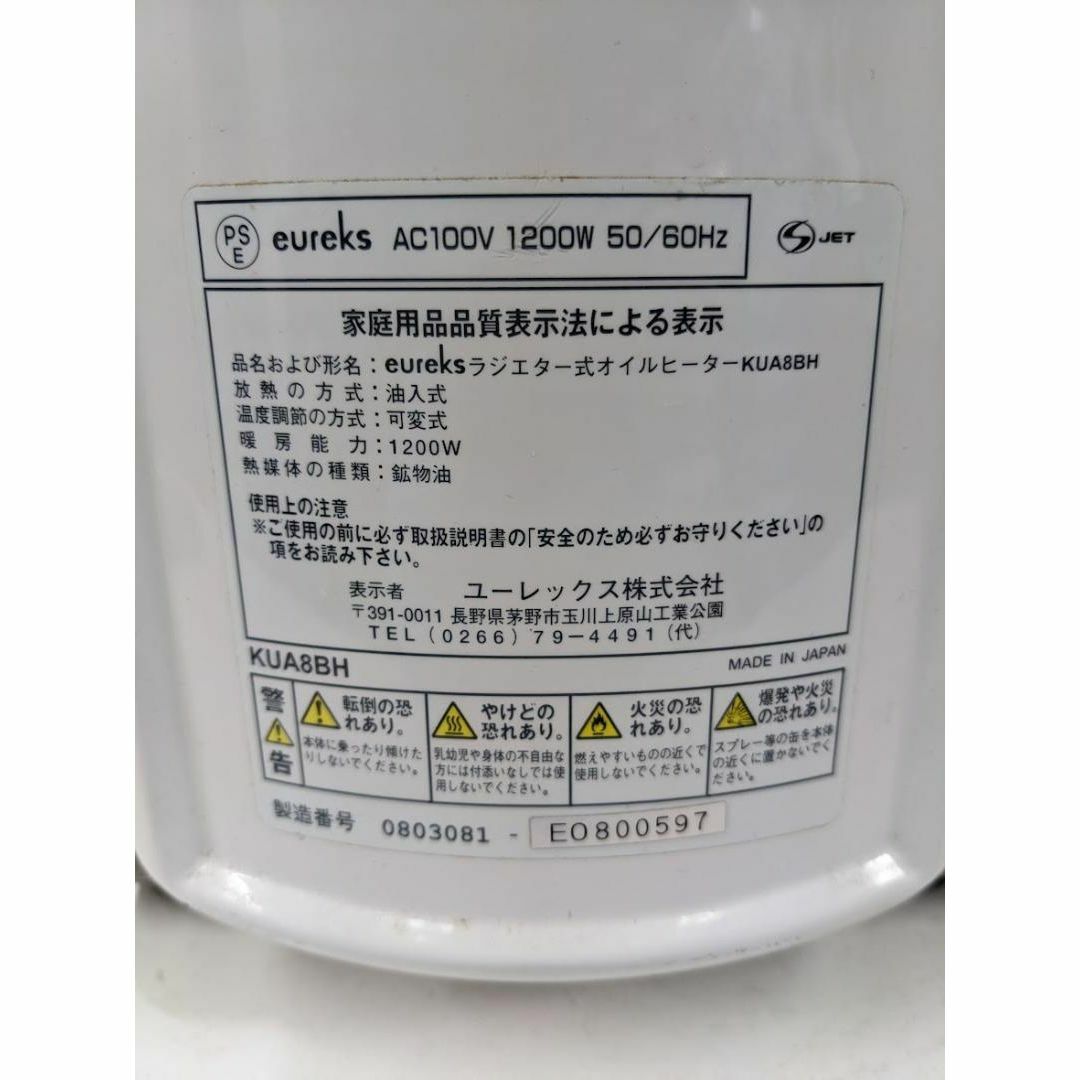 PSE eureks AC100V 1200W 50/60Hz
S JET
家庭用品品質表示法による表示
品名および形名：eureksラジエター式オイルヒーターKUA8BH
放熱の方式：油入式
温度調節の方式：可変式
暖房能力：1200W
熱媒体の種類：鉱物油
使用上の注意
※ご使用の前に必ず取扱説明書の「安全のため必ずお守りください」の
項をお読み下さい。
表示者 ユーレックス株式会社
〒391-0011 長野県茅野市玉川上原山工業公園
TEL(0266)79-4491(代)
KUA8BH
MADE IN JAPAN
警告
転倒の恐
れあり。
本体に乗ったり傾けた
りしないでください。
やけどの
恐れあり。
乳幼児や身体の不自由な
方には付添いなしでは使
用しないでください。
火災の恐
れあり。
燃えやすいものの近くで
使用しないでください。
爆発や火災
の恐れあり。
スプレー等の缶を本体
の近くに置かないでく
ださい。
製造番号 0803081 - E0800597